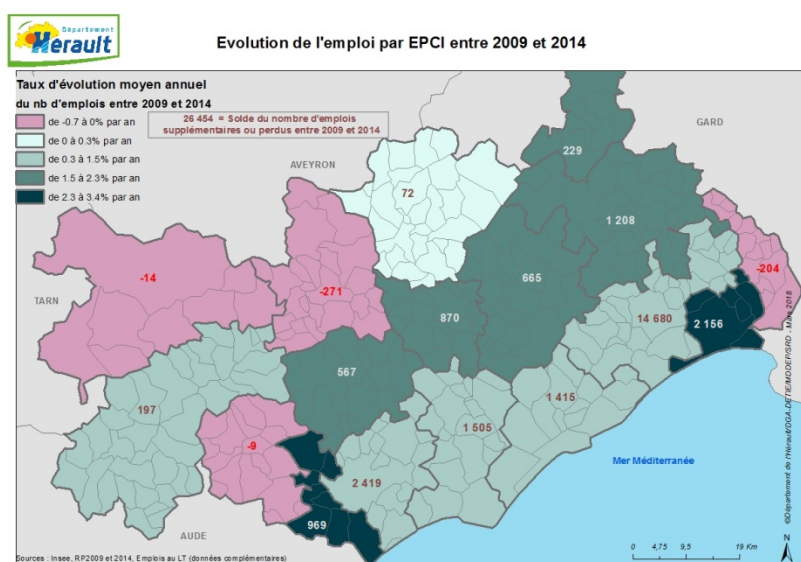 Département
Hérault
Evolution de l'emploi par EPCI entre 2009 et 2014
Taux d'évolution moyen annuel
du nb d'emplois entre 2009 et 2014
de -0.7 à 0% par an
de 0 à 0.3% par an
de 0.3 à 1.5% par an
de 1.5 à 2.3% par an
de 2.3 à 3.4% par an
26 454 = Solde du nombre d'emplois
supplémentaires ou perdus entre 2009 et 2014
GARD
AVEYRON
229
72
1 208
-14
-271
665
-204
TARN
870
14 680
2 156
567
197
1 415
1 505
-9
Mer Méditerranée
2 419
969
AUDE
©Département de l'Hérault/DGA-DETIE/MDDEP/SRO - Mars 2018
N
0 4,75 9,5 19 Km
Sources : Insee, RP2009 et 2014, Emplois au LT (données complémentaires)